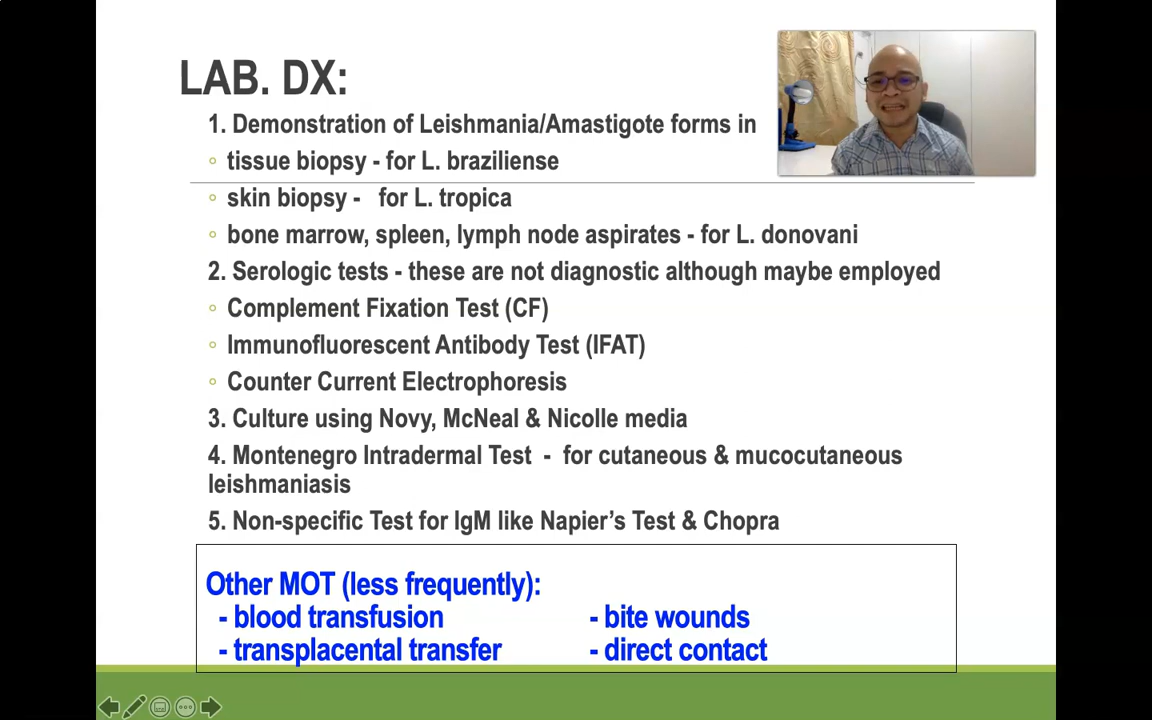 LAB. DX:
1. Demonstration of Leishmania/Amastigote forms in
◦ tissue biopsy - for L. braziliense
◦ skin biopsy - for L. tropica
◦ bone marrow, spleen, lymph node aspirates - for L. donovani
2. Serologic tests - these are not diagnostic although maybe employed
◦ Complement Fixation Test (CF)
◦ Immunofluorescent Antibody Test (IFAT)
◦ Counter Current Electrophoresis
3. Culture using Novy, McNeal & Nicolle media
4. Montenegro Intradermal Test - for cutaneous & mucocutaneous
leishmaniasis
5. Non-specific Test for IgM like Napier’s Test & Chopra
Other MOT (less frequently):
- blood transfusion - bite wounds
- transplacental transfer - direct contact